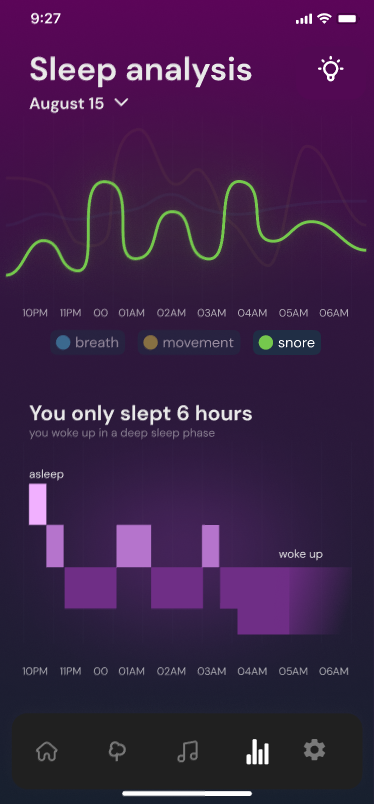 9:27
Sleep analysis
August 15
10PM 11PM 00 01AM 02AM 03AM 04AM 05AM 06AM
breath movement snore
You only slept 6 hours
you woke up in a deep sleep phase
asleep
woke up
10PM 11PM 00 01AM 02AM 03AM 04AM 05AM 06AM